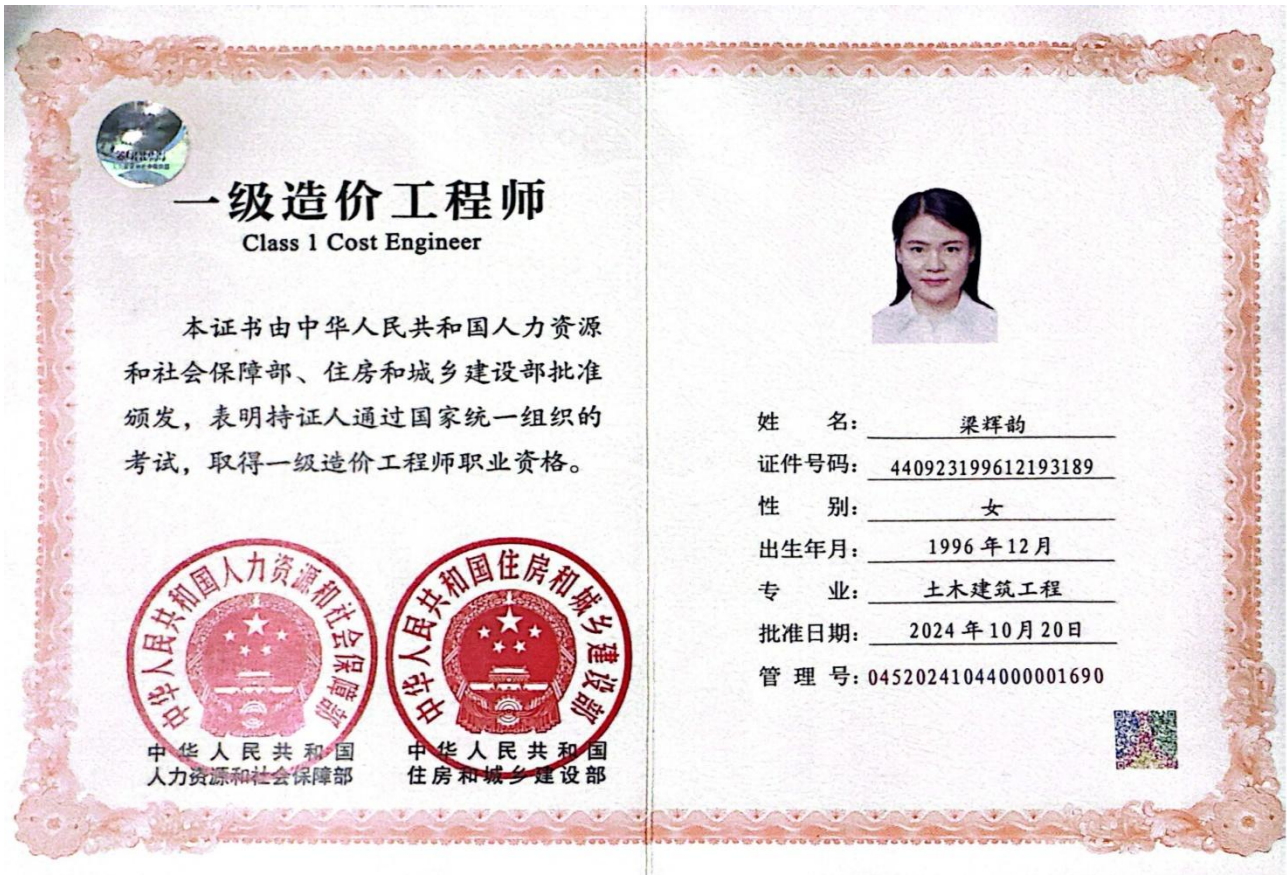 一级造价工程师
Class 1 Cost Engineer
本证书由中华人民共和国人力资源
和社会保障部、住房和城乡建设部批准
颁发，表明持证人通过国家统一组织的
考试，取得一级造价工程师职业资格。
中华人民共和国人力资源和社会保障部
中华人民共和国
人力资源和社会保障部
中华人民共和国住房和城乡建设部
中华人民共和国
住房和城乡建设部
姓 名：梁辉韵
证件号码：440923199612193189
性 别：女
出生年月：1996年12月
专 业：土木建筑工程
批准日期：2024年10月20日
管 理 号：04520241044000001690